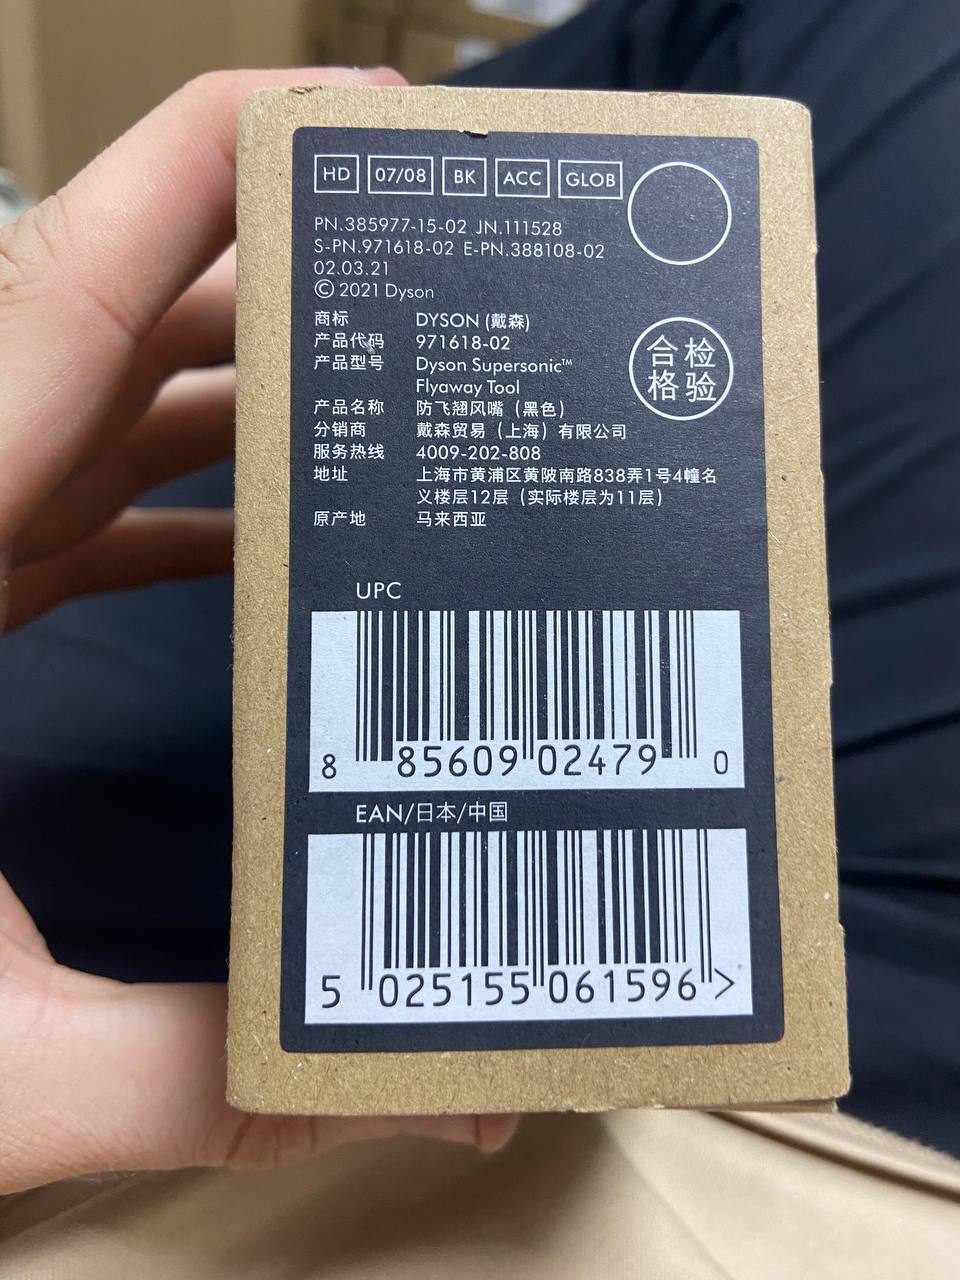 HD 07/08 BK ACC GLOB
PN.385977-15-02 JN.111528
S-PN.971618-02 E-PN.388108-02
02.03.21
© 2021 Dyson
商标 DYSON (戴森)
产品代码 971618-02
产品型号 Dyson Supersonic™
Flyaway Tool
产品名称 防飞翘风嘴（黑色）
分销商 戴森贸易（上海）有限公司
服务热线 4009-202-808
地址 上海市黄浦区黄陂南路838弄1号4幢名
义楼层12层（实际楼层为11层）
原产地 马来西亚
合检
格验
UPC
8 85609 02479 0
EAN/日本/中国
5 025155 061596 >